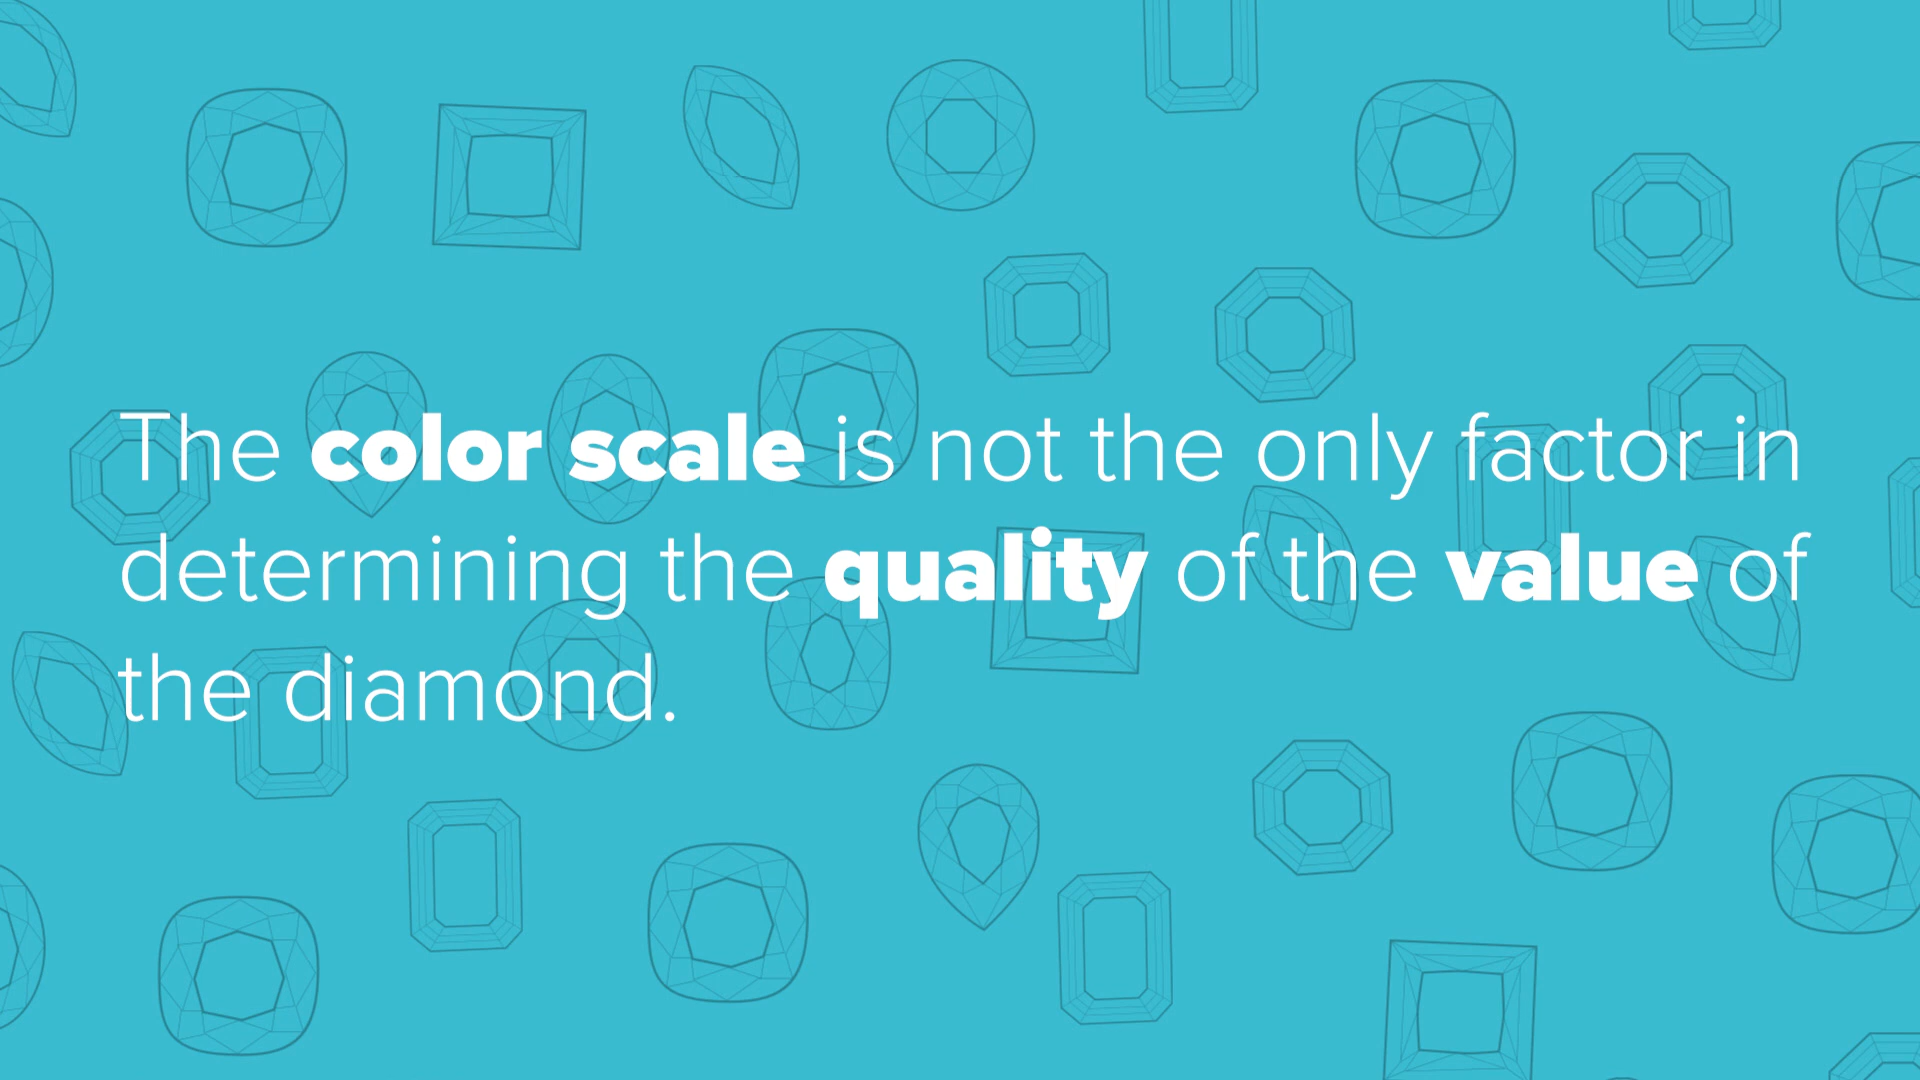 The color scale is not the only factor in
determining the quality of the value of
the diamond.